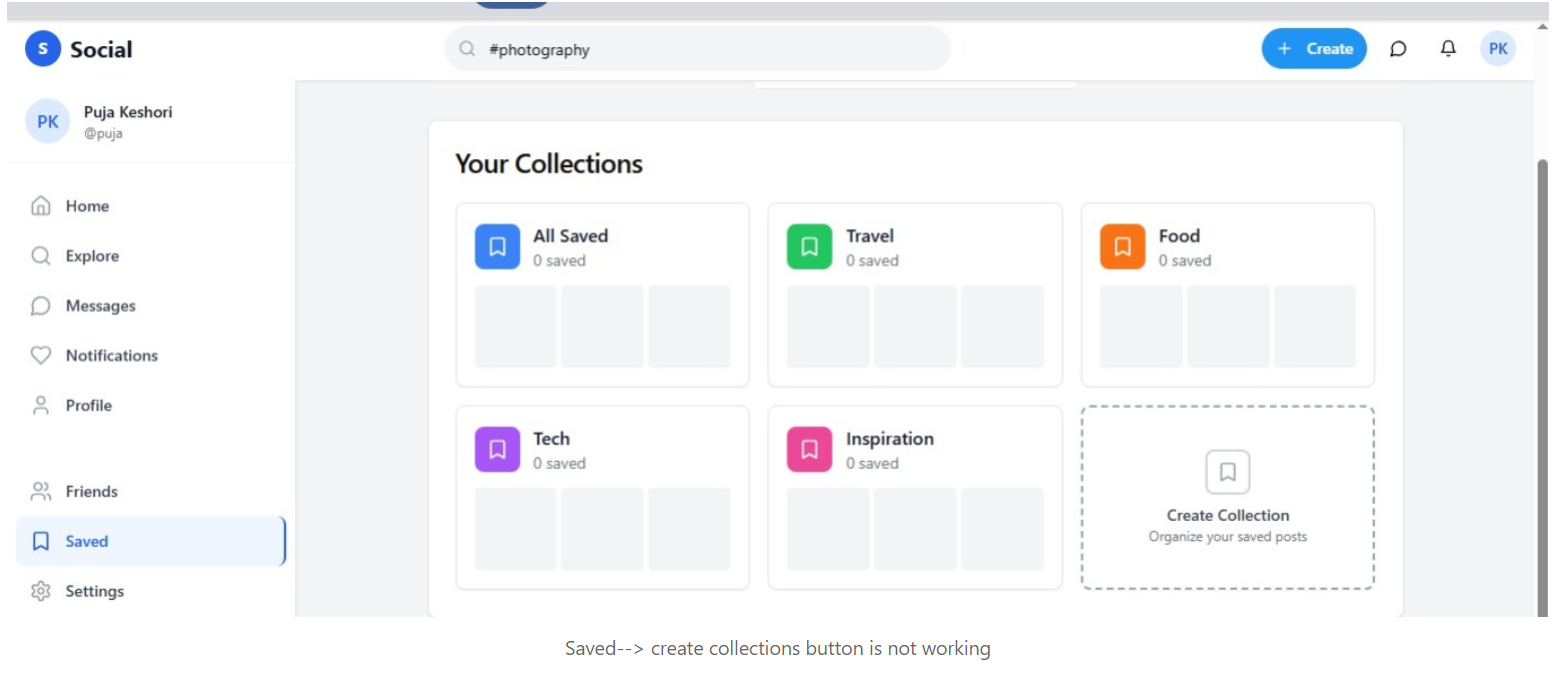 S Social
#photography
+ Create
PK
PK
Puja Keshori
@puja
Home
Explore
Messages
Notifications
Profile
Friends
Saved
Settings
Your Collections
All Saved
0 saved
Travel
0 saved
Food
0 saved
Tech
0 saved
Inspiration
0 saved
Create Collection
Organize your saved posts
Saved--> create collections button is not working